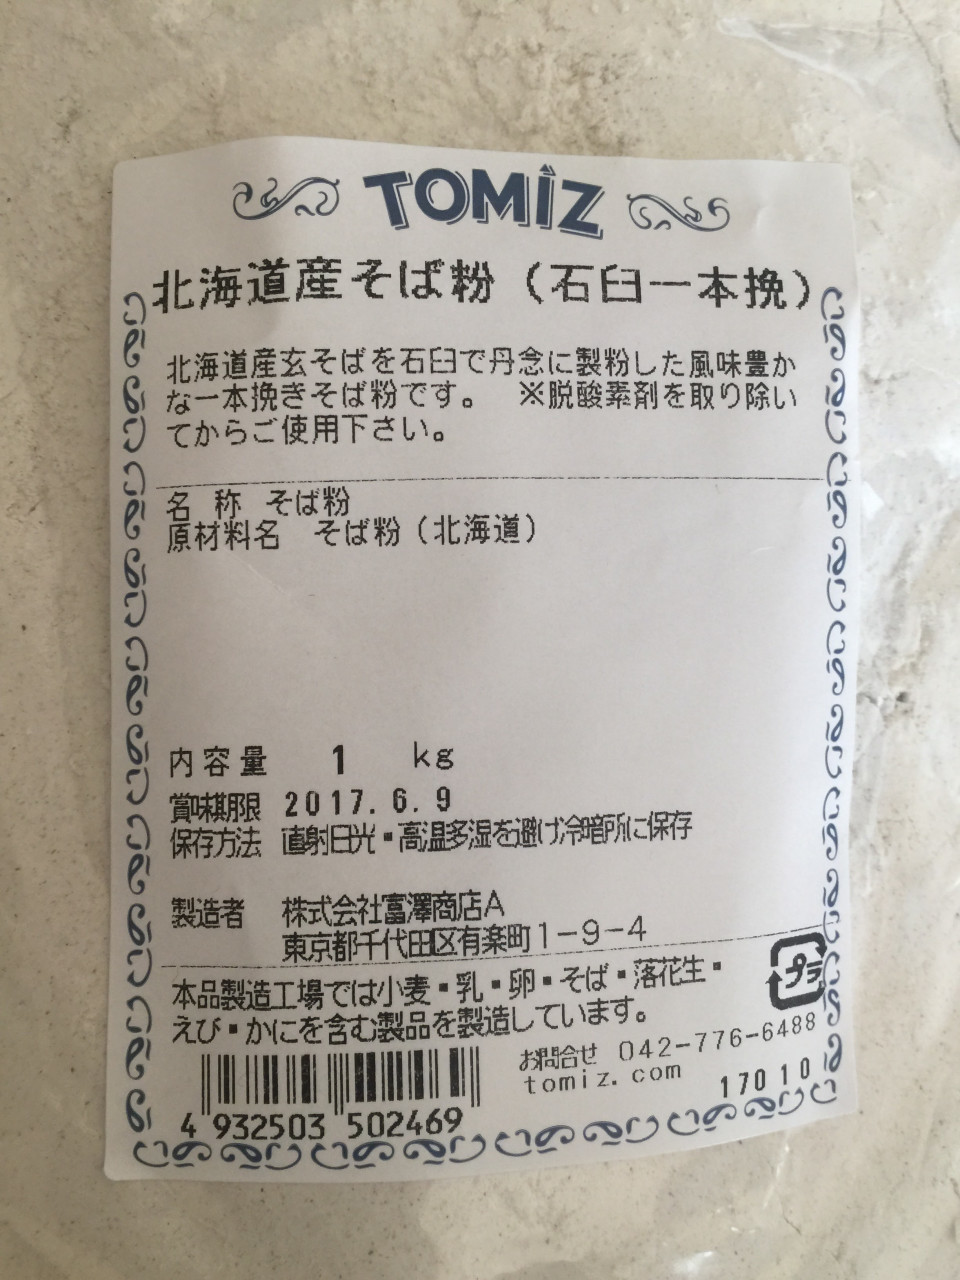 TOMIZ
北海道産そば粉（石臼一本挽）
北海道産玄そばを石臼で丹念に製粉した風味豊か
な一本挽きそば粉です。　※脱酸素剤を取り除い
てからご使用下さい。
名 称　そば粉
原材料名　そば粉（北海道）
内容量　1　kg
賞味期限　2017.6.9
保存方法　直射日光・高温多湿を避け冷暗所に保存
製造者　株式会社富澤商店A
東京都千代田区有楽町1-9-4
本品製造工場では小麦・乳・卵・そば・落花生・
えび・かにを含む製品を製造しています。
プラ
お問合せ 042-776-6488
tomiz.com
17010
4 932503 502469